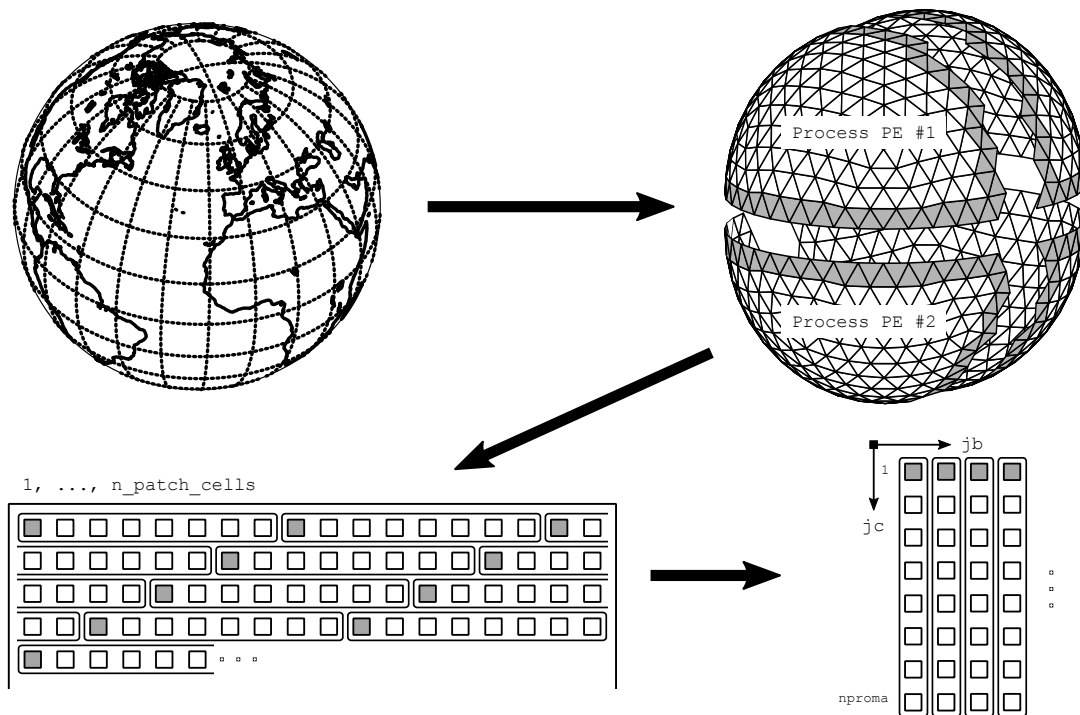 Process PE #1
Process PE #2
1, ..., n_patch_cells
jb
1
jc
nproma